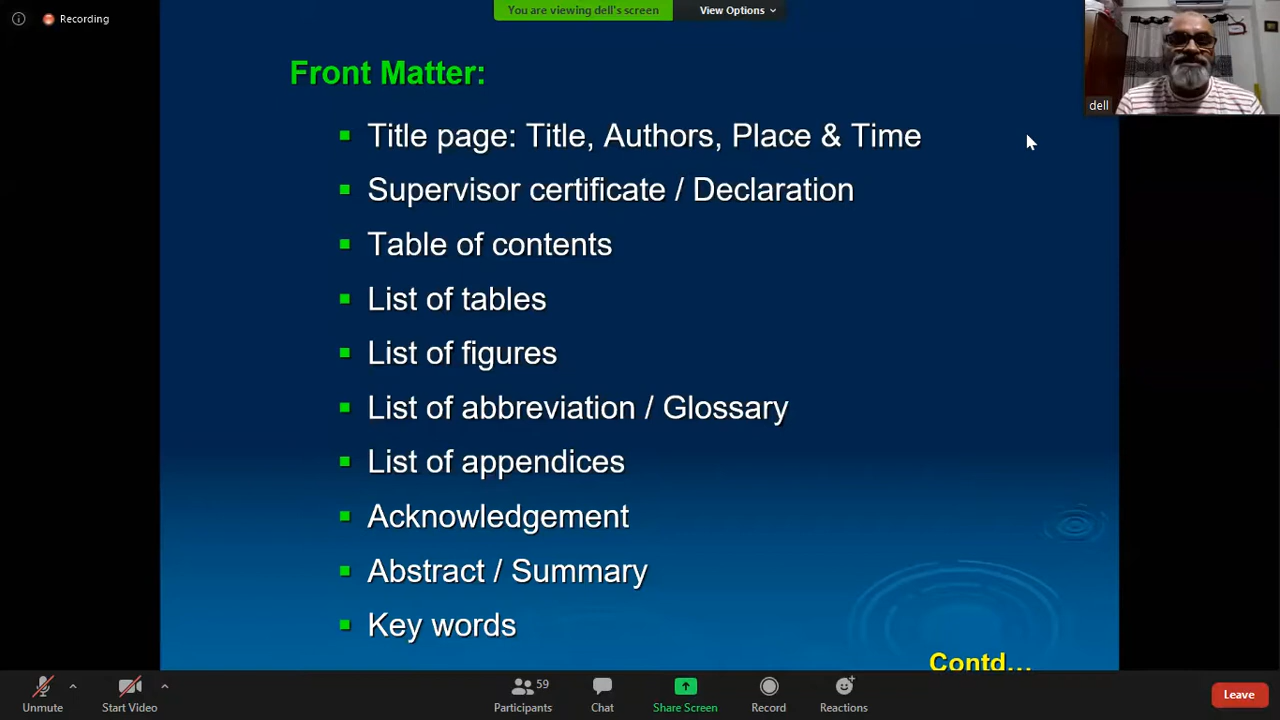 Recording
You are viewing dell's screen
View Options
dell
Front Matter:
Title page: Title, Authors, Place & Time
Supervisor certificate / Declaration
Table of contents
List of tables
List of figures
List of abbreviation / Glossary
List of appendices
Acknowledgement
Abstract / Summary
Key words
Contd...
Unmute
Start Video
59
Participants
Chat
Share Screen
Record
Reactions
Leave